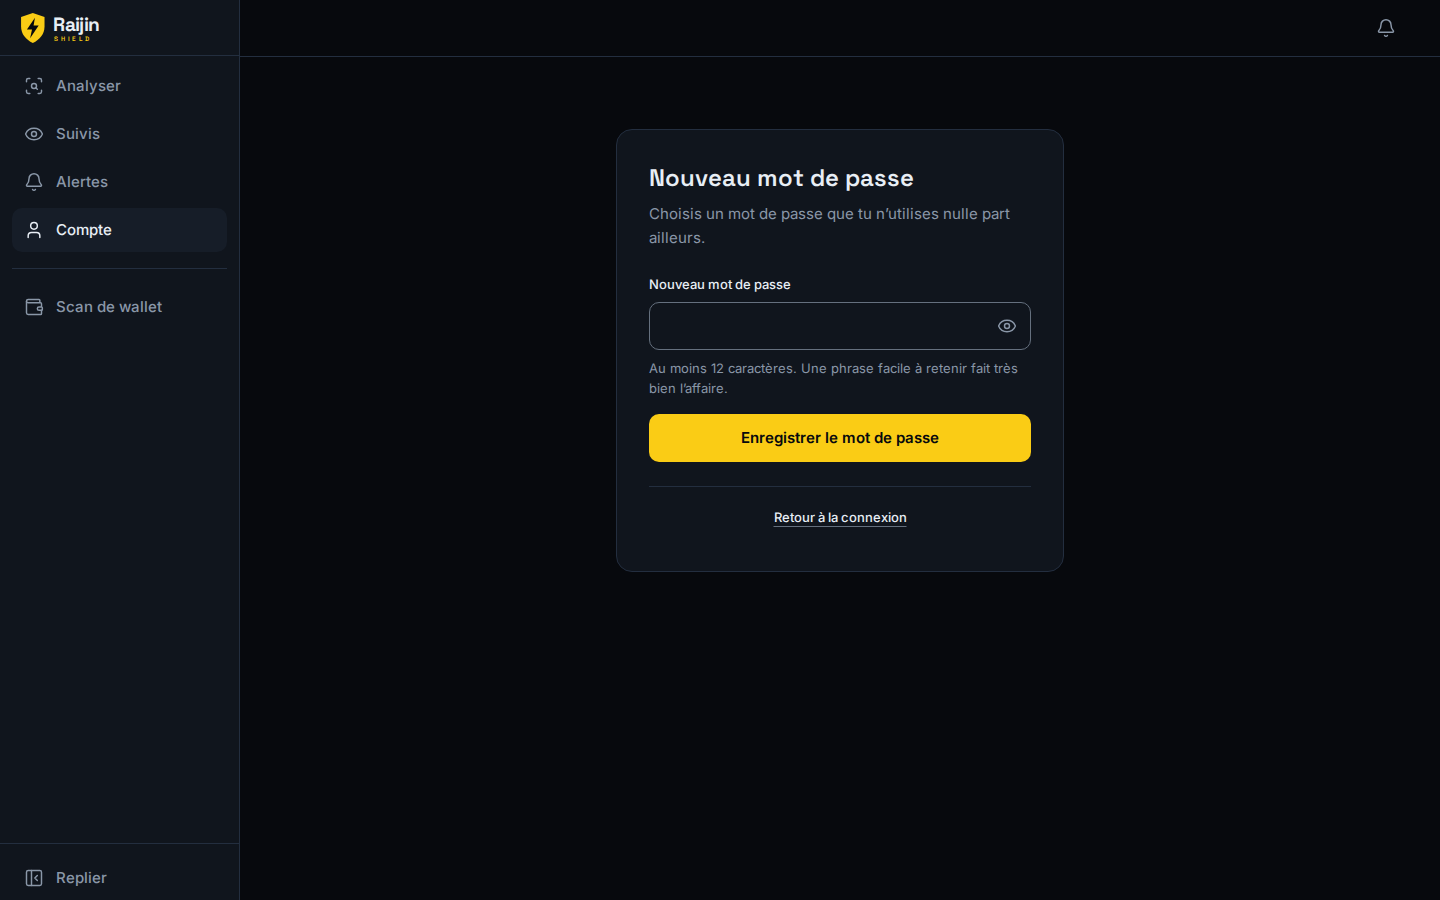 Raijin
SHIELD
Analyser
Suivis
Alertes
Compte
Scan de wallet
Replier
Nouveau mot de passe
Choisis un mot de passe que tu n’utilises nulle part
ailleurs.
Nouveau mot de passe
Au moins 12 caractères. Une phrase facile à retenir fait très
bien l’affaire.
Enregistrer le mot de passe
Retour à la connexion